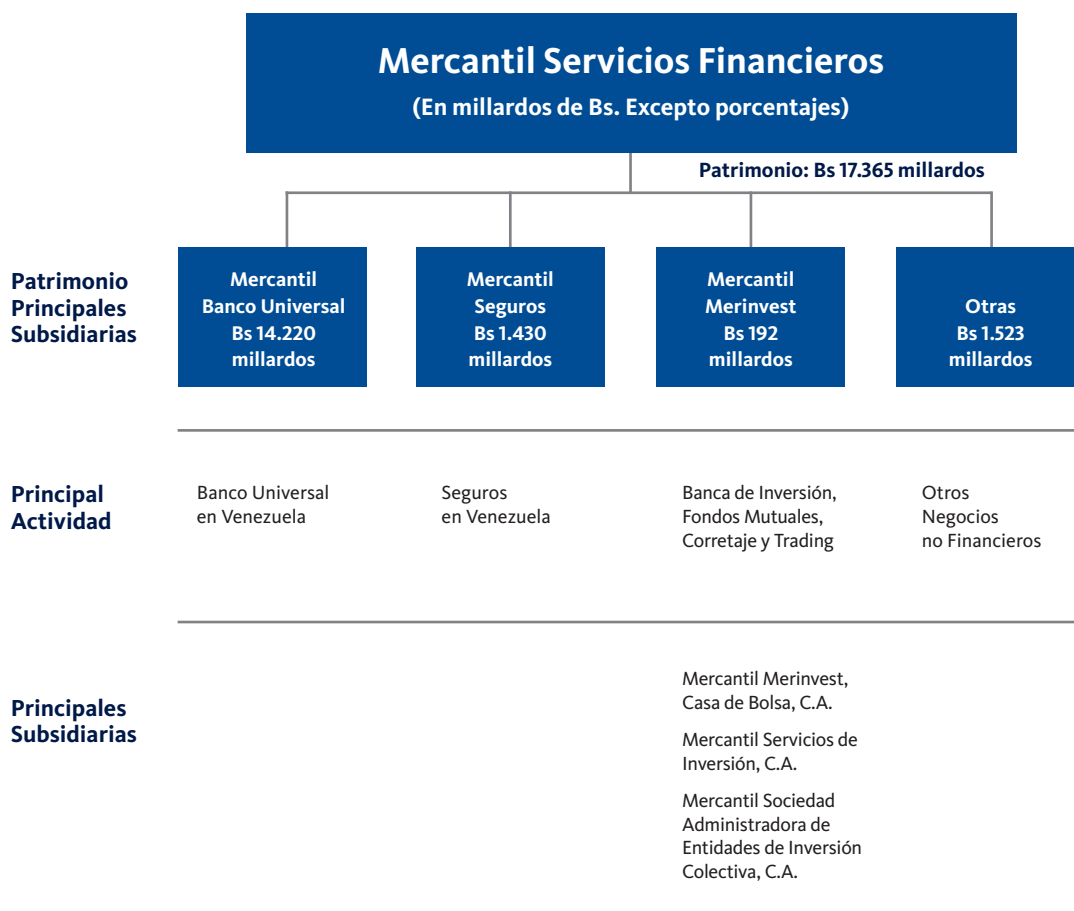 Mercantil Servicios Financieros
(En millardos de Bs. Excepto porcentajes)
Patrimonio: Bs 17.365 millardos
Patrimonio
Principales
Subsidiarias
Mercantil
Banco Universal
Bs 14.220
millardos
Mercantil
Seguros
Bs 1.430
millardos
Mercantil
Merinvest
Bs 192
millardos
Otras
Bs 1.523
millardos
Principal
Actividad
Banco Universal
en Venezuela
Seguros
en Venezuela
Banca de Inversión,
Fondos Mutuales,
Corretaje y Trading
Otros
Negocios
no Financieros
Principales
Subsidiarias
Mercantil Merinvest,
Casa de Bolsa, C.A.
Mercantil Servicios de
Inversión, C.A.
Mercantil Sociedad
Administradora de
Entidades de Inversión
Colectiva, C.A.